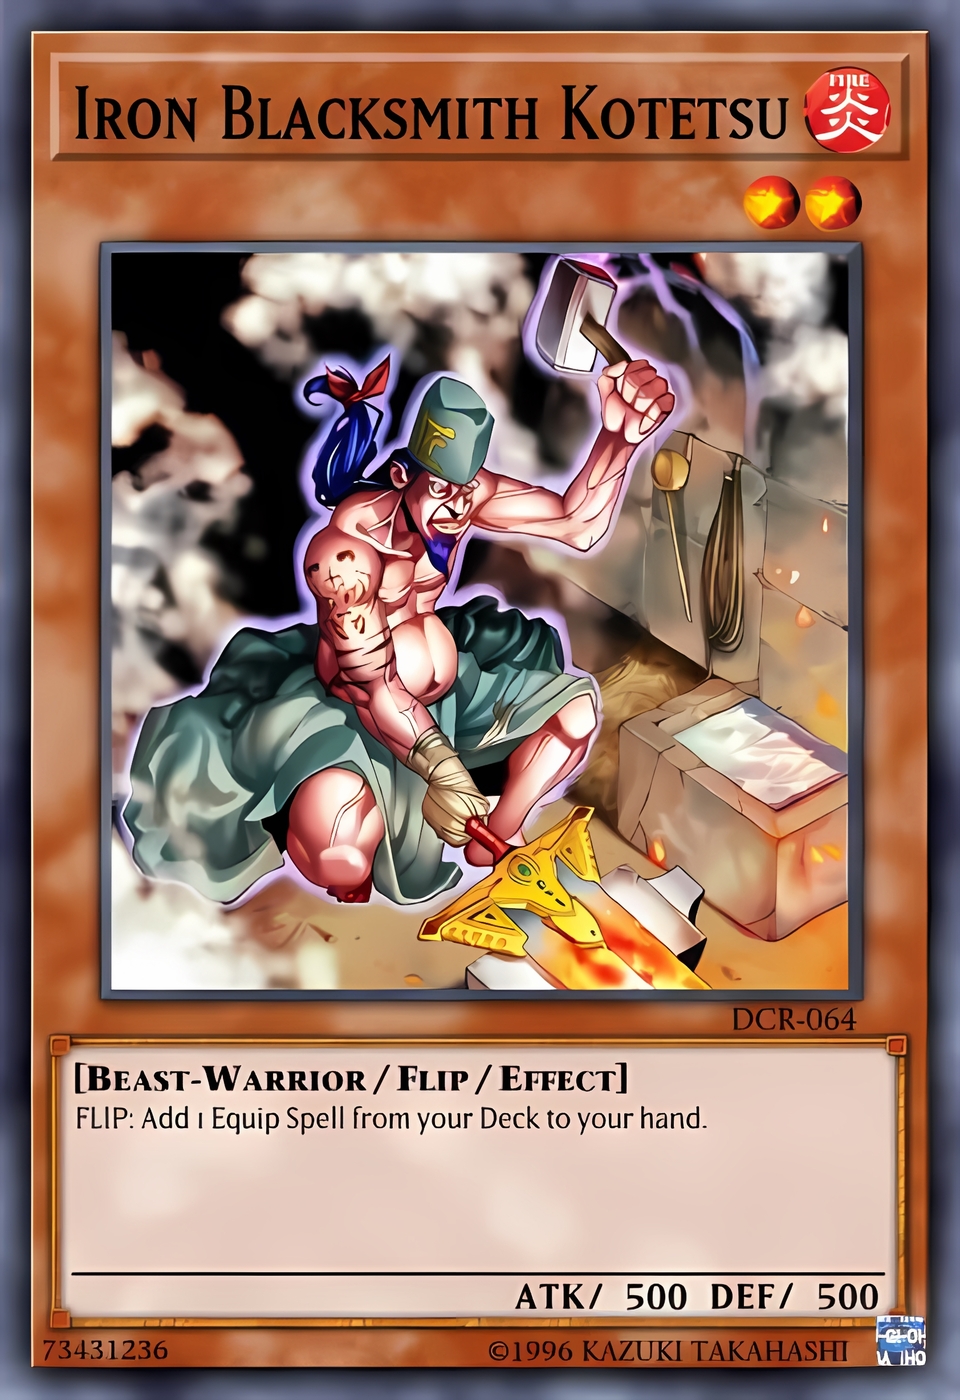 Iron Blacksmith Kotetsu
炎
DCR-064
[Beast-Warrior / Flip / Effect]
FLIP: Add 1 Equip Spell from your Deck to your hand.
ATK/ 500 DEF/ 500
73431236
©1996 KAZUKI TAKAHASHI